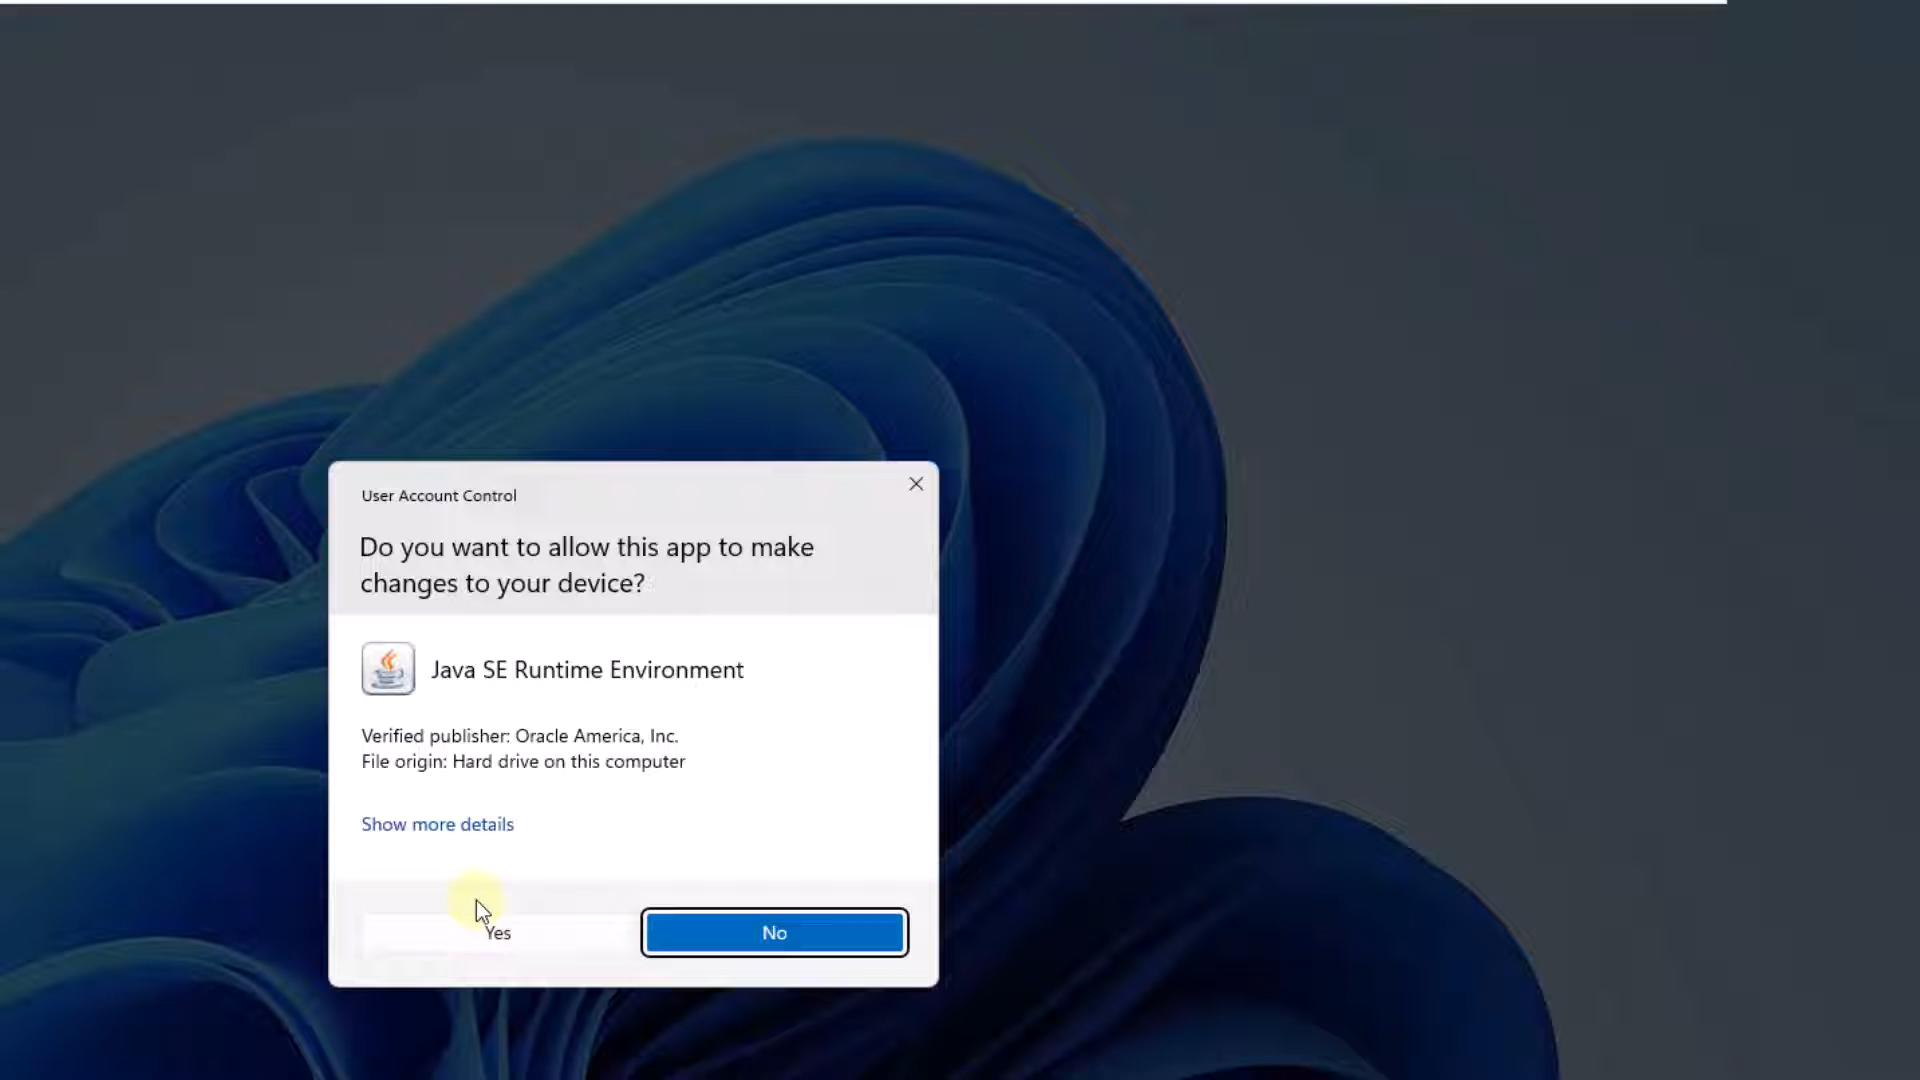 User Account Control
Do you want to allow this app to make
changes to your device?
Java SE Runtime Environment
Verified publisher: Oracle America, Inc.
File origin: Hard drive on this computer
Show more details
Yes
No